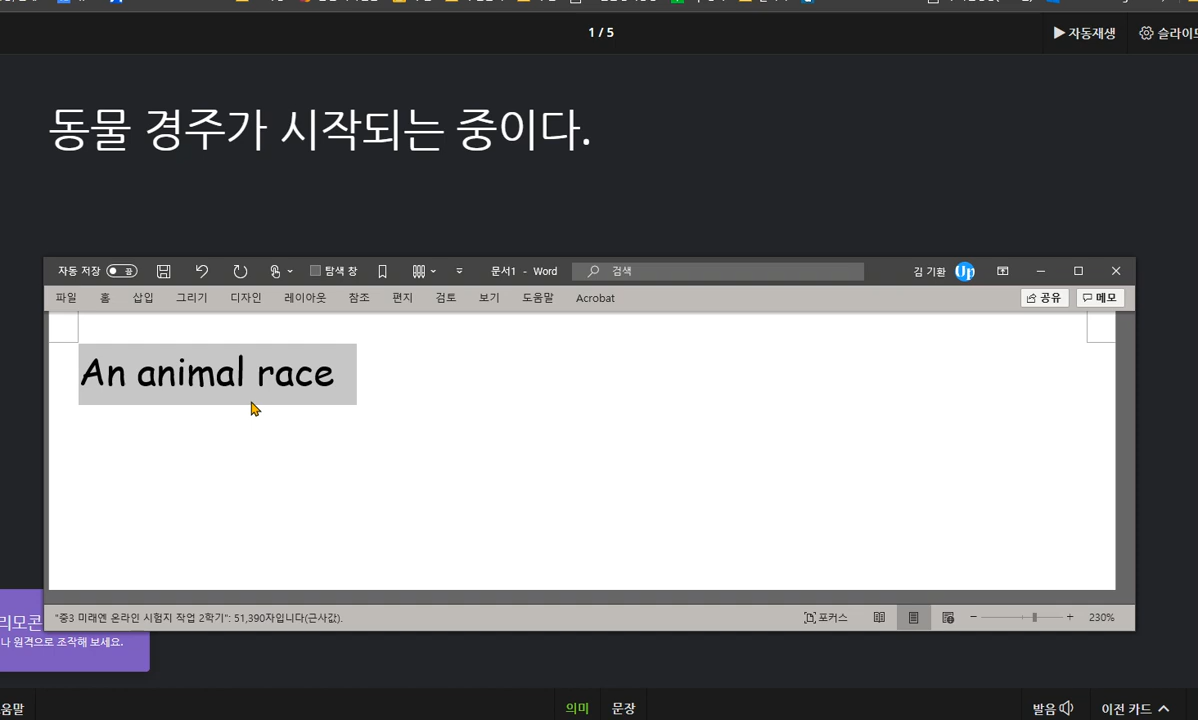 1 / 5
▶자동재생
동물 경주가 시작되는 중이다.
자동 저장
끔
탐색 창
문서1 - Word
검색
김 기환
Up
파일 홈 삽입 그리기 디자인 레이아웃 참조 편지 검토 보기 도움말 Acrobat
공유
메모
An animal race
"중3 미래엔 온라인 시험지 작업 2학기": 51,390자입니다(근사값).
포커스
- + 230%
리모콘
나 원격으로 조작해 보세요.
의미
문장
발음
이전 카드